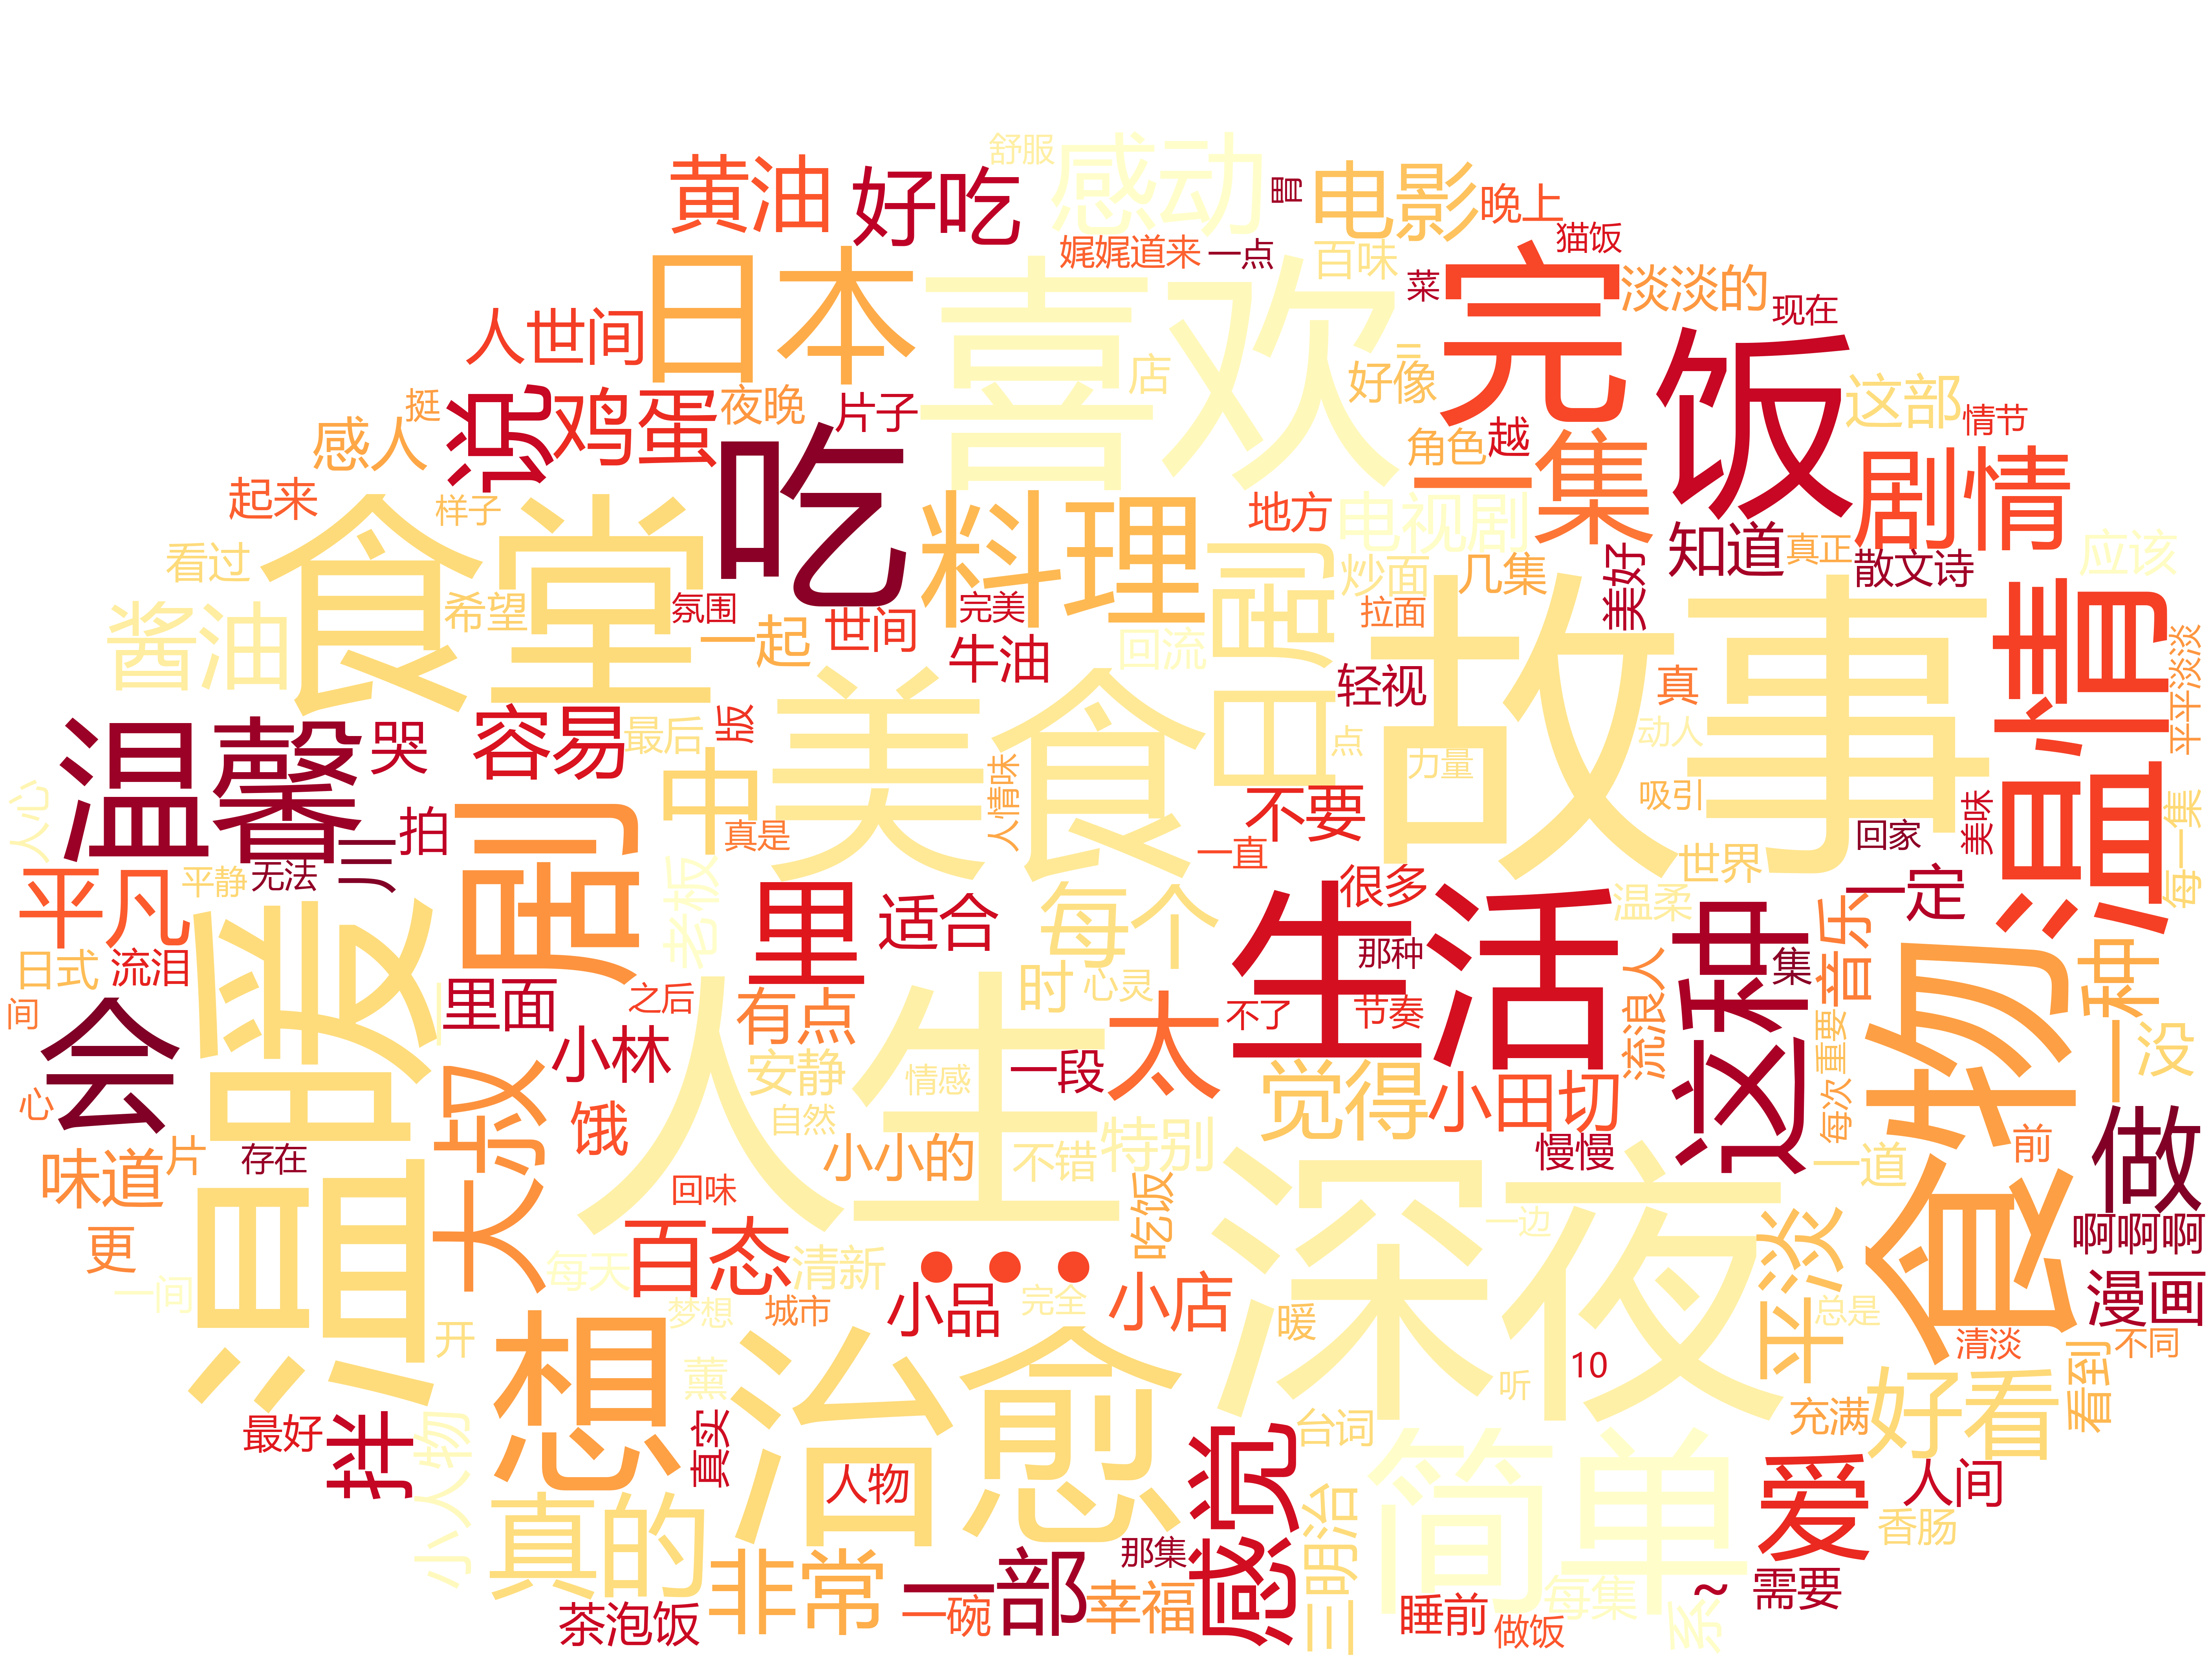 舒服
黄油
好吃
感动
胃
电影
晚上
猫饭
娓娓道来
一点
百味
菜
完
淡淡的
现在
人世间
日本
喜欢
店
二
好像
饭
这部
情节
挺
感人
说
鸡蛋
夜晚
片子
角色
越
一集
剧情
起来
样子
吃
料理
地方
电视剧
知道
真正
散文诗
应该
看过
食堂
希望
氛围
完美
国
炒面
几集
美好
拉面
酱油
一起
世间
牛油
回流
故事
温情
平平淡淡
轻视
真
温馨
哭
容易
最后
版
美食
点
动人
力量
中
人情味
日
吸引
不要
美味
每一集
人心
拍
川
真是
一直
回家
平凡
平静
无法
剧
老板
里
适合
每个
很多
世界
温柔
一定
音乐
这种
一种
温暖
日式
流泪
里面
之后
有点
时
心灵
生活
那种
集
间
会
心
小林
人生
太
不了
节奏
流浪人
食物
没
大叔
饿
安静
情感
一段
觉得
小田切
每次
重要
自然
小小的
不错
特别
慢慢
一道
前
做
味道
片
存在
回味
吃饭
深夜
一边
更
百态
清新
平淡
啊啊啊
一间
每天
梦想
城市
小品
完全
小店
暖
总是
漫画
开
想
治愈
薰
听
10
清淡
不同
看到
最好
拌
小人物
真实
人物
感觉
台词
简单
充满
好看
真的
爱
人间
香肠
三明治
非常
一部
那集
茶泡饭
一碗
幸福
睡前
做饭
每集
系
~
需要